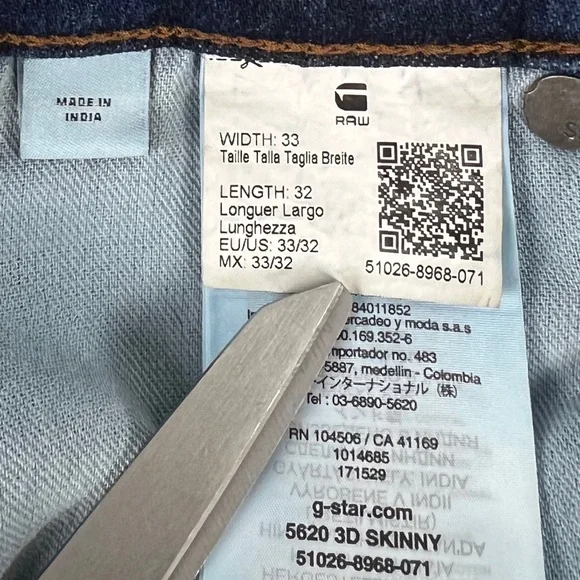 MADE IN
INDIA
RAW
WIDTH: 33
Taille Talla Taglia Breite
LENGTH: 32
Longuer Largo
Lunghezza
EU/US: 33/32
MX: 33/32
51026-8968-071
84011852
ercadeo y moda s.a.s
0.169.352-6
mportador no. 483
5887, medellin - Colombia
-インターナショナル (株)
Tel : 03-6890-5620
RN 104506 / CA 41169
1014685
171529
g-star.com
5620 3D SKINNY
51026-8968-071